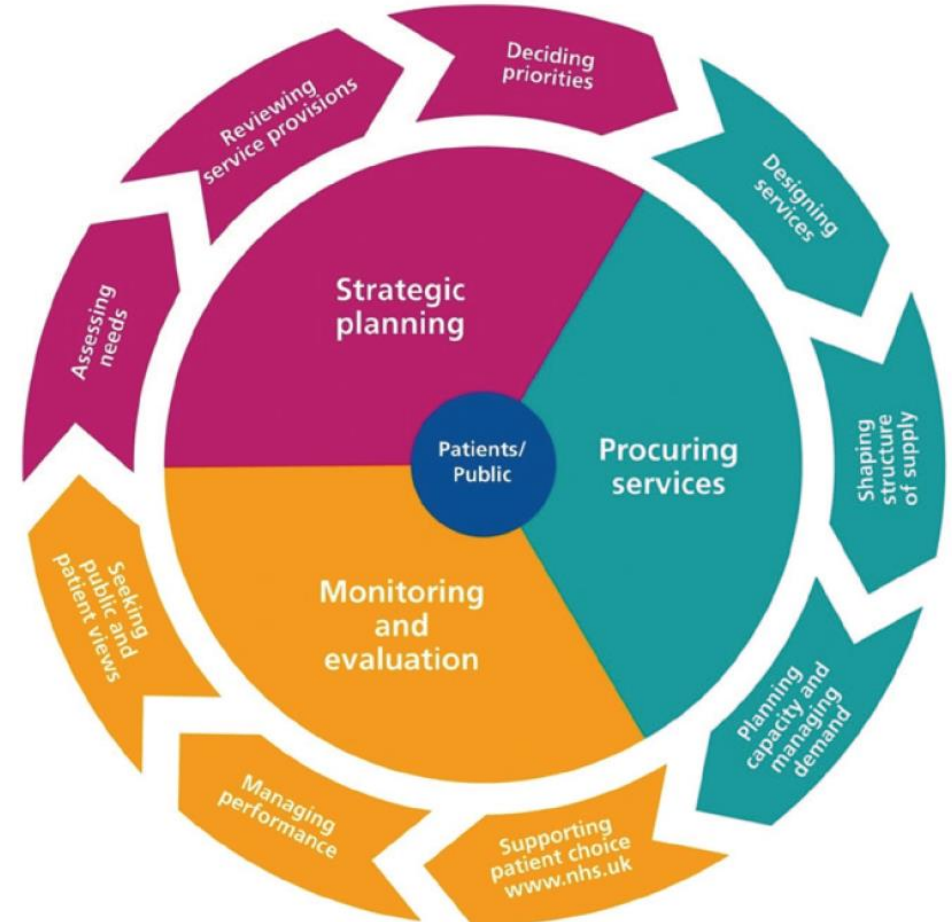 Deciding
priorities
Designing
services
Shaping
structure
of supply
Planning
capacity and
managing
demand
Supporting
patient choice
www.nhs.uk
Managing
performance
Seeking
public and
patient views
Assessing
needs
Reviewing
service provisions
Strategic
planning
Procuring
services
Monitoring
and
evaluation
Patients/
Public